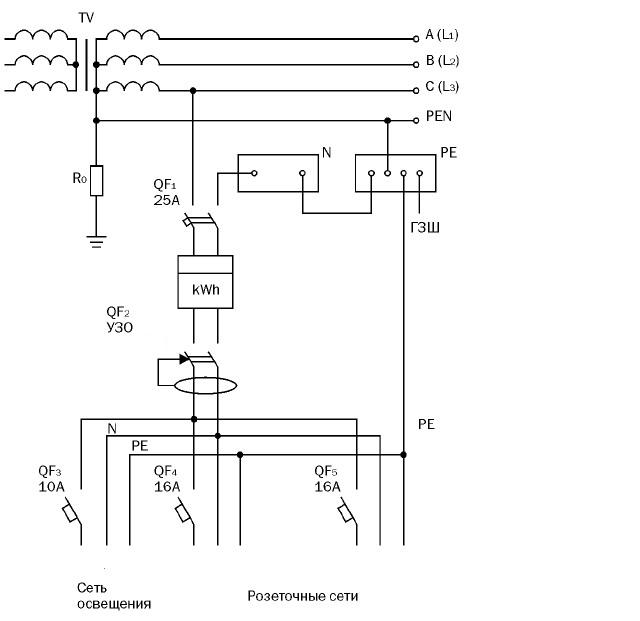 TV
A (L1)
B (L2)
C (L3)
PEN
N
PE
R0
QF1
25A
ГЗШ
kWh
QF2
УЗО
N
PE
PE
QF3
10A
QF4
16A
QF5
16A
Сеть
освещения
Розеточные сети